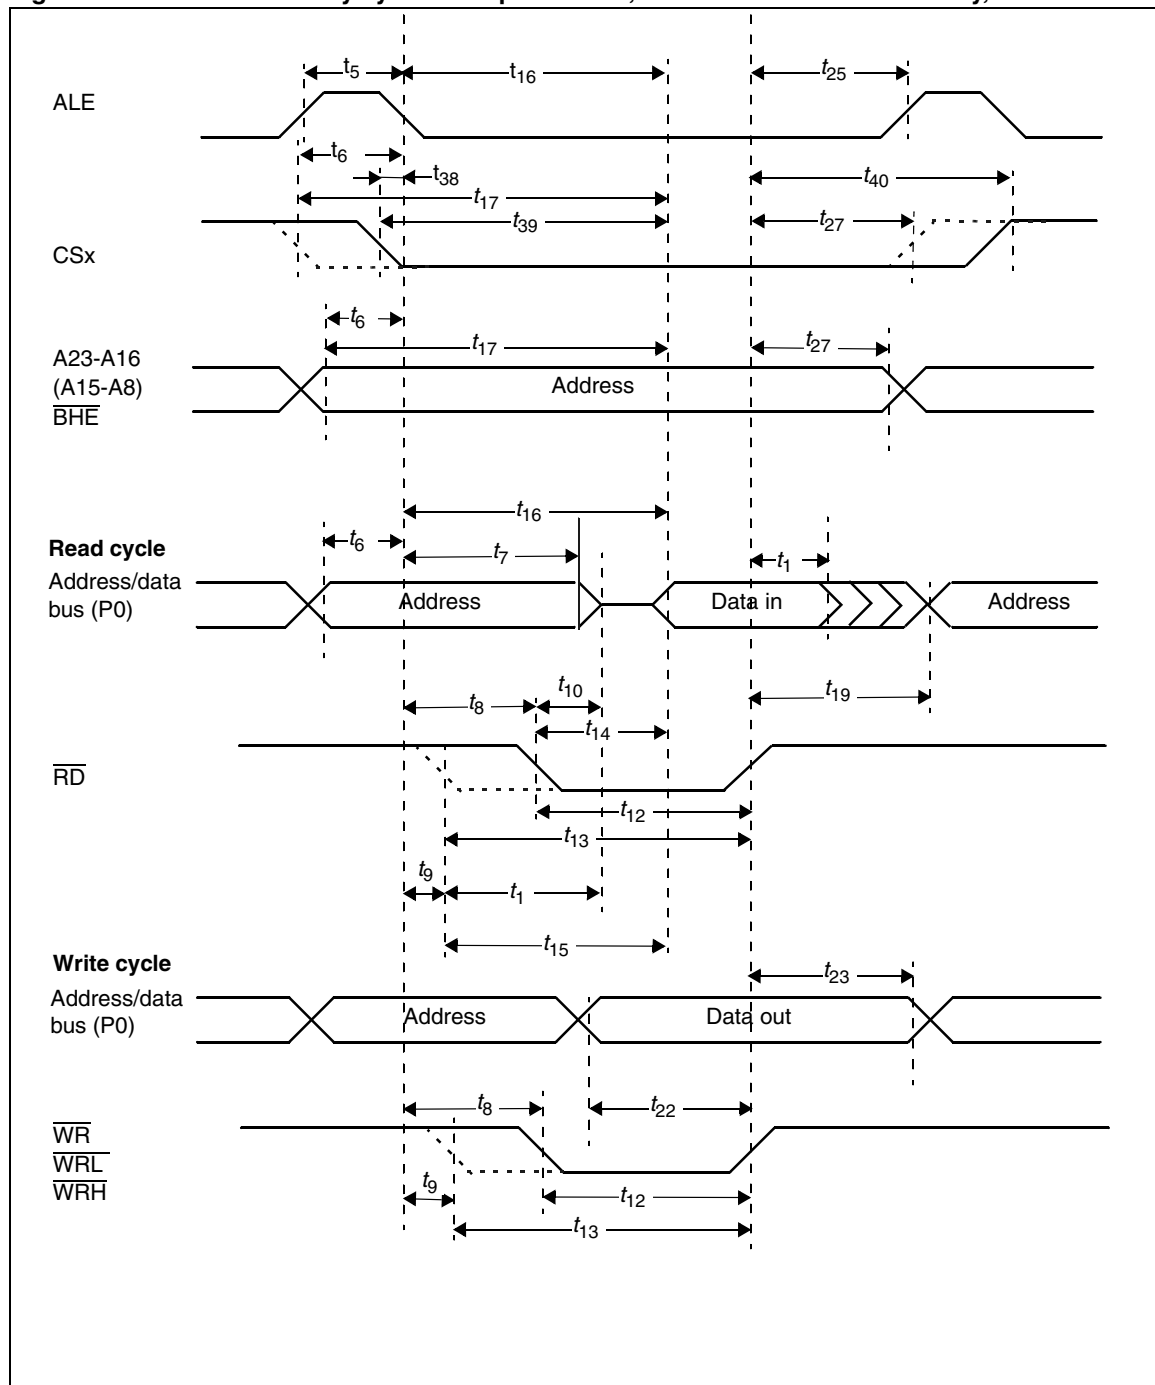 t5 t16 t25
ALE
t6
t38 t40
t17
t39 t27
CSx
t6
t17 t27
A23-A16
(A15-A8) Address
BHE
t16
t6 t7 t1
Read cycle
Address/data
bus (P0) Address Data in Address
t10 t19
t8
t14
RD
t12
t13
t9 t1
t15
Write cycle
t23
Address/data
bus (P0) Address Data out
t8 t22
WR
WRL
WRH
t9 t12
t13